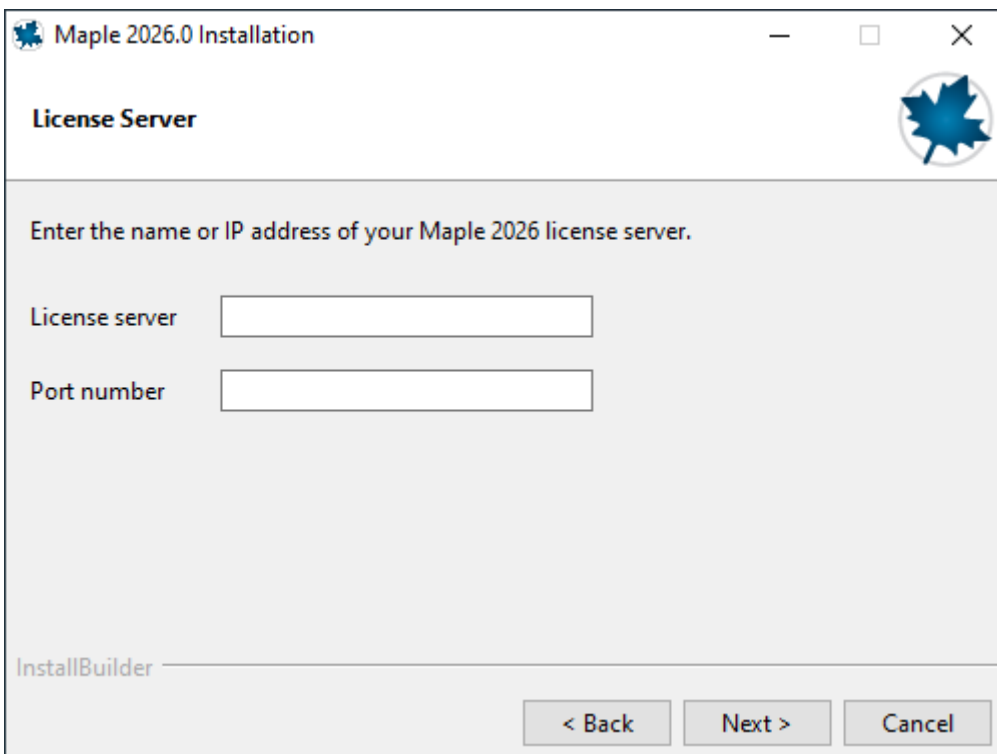 Maple 2026.0 Installation
License Server
Enter the name or IP address of your Maple 2026 license server.
License server
Port number
InstallBuilder
< Back Next > Cancel